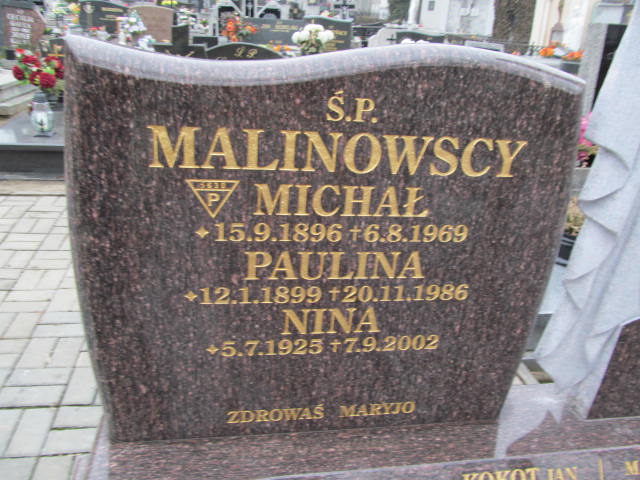 Ś.P.
MALINOWSCY
P
MICHAŁ
15.9.1896 †6.8.1969
PAULINA
12.1.1899 †20.11.1986
NINA
5.7.1925 †7.9.2002
ZDROWAŚ MARYJO
KOKOT JAN